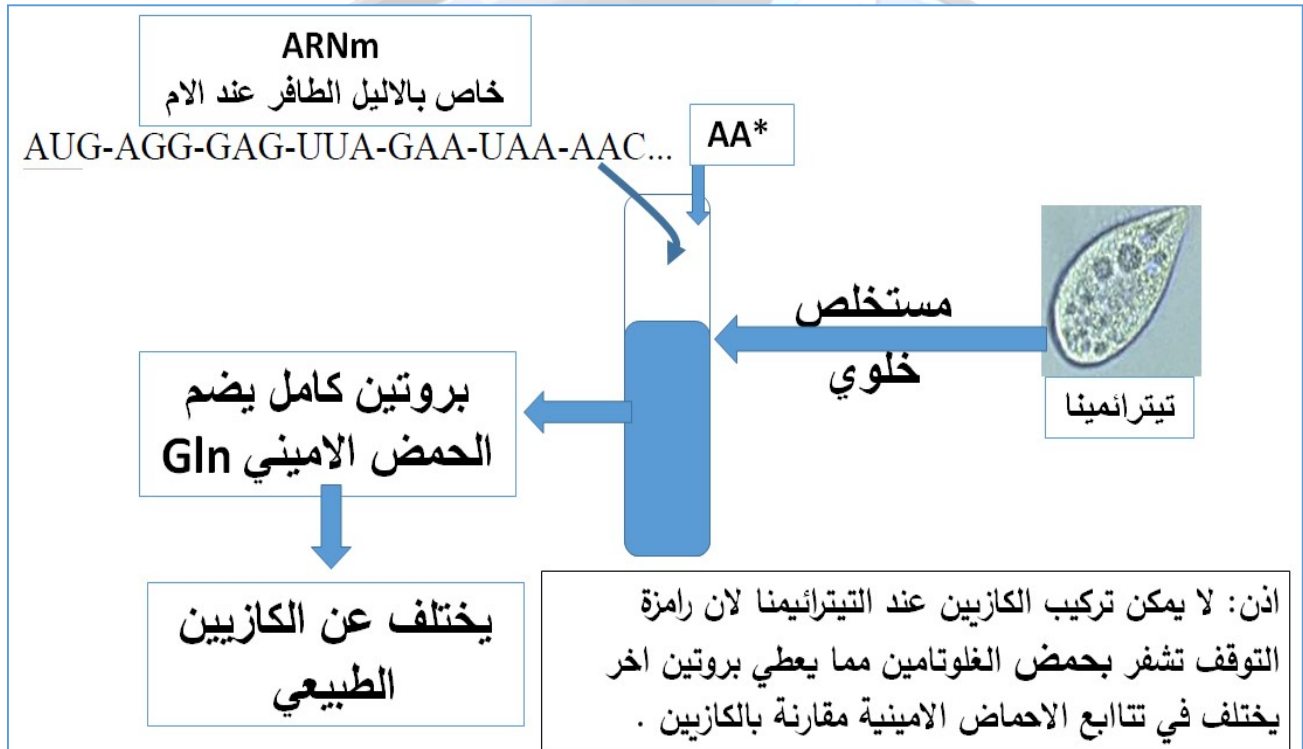 ARNm
خاص بالاليل الطافر عند الام
AUG-AGG-GAG-UUA-GAA-UAA-AAC...
AA*
مستخلص
خلوي
تيترائمينا
بروتين كامل يضم
الحمض الاميني Gln
يختلف عن الكازيين
الطبيعي
اذن: لا يمكن تركيب الكازيين عند التيترائيمنا لان رامزة
التوقف تشفر بحمض الغلوتامين مما يعطي بروتين اخر
يختلف في تتاابع الاحماض الامينية مقارنة بالكازيين .